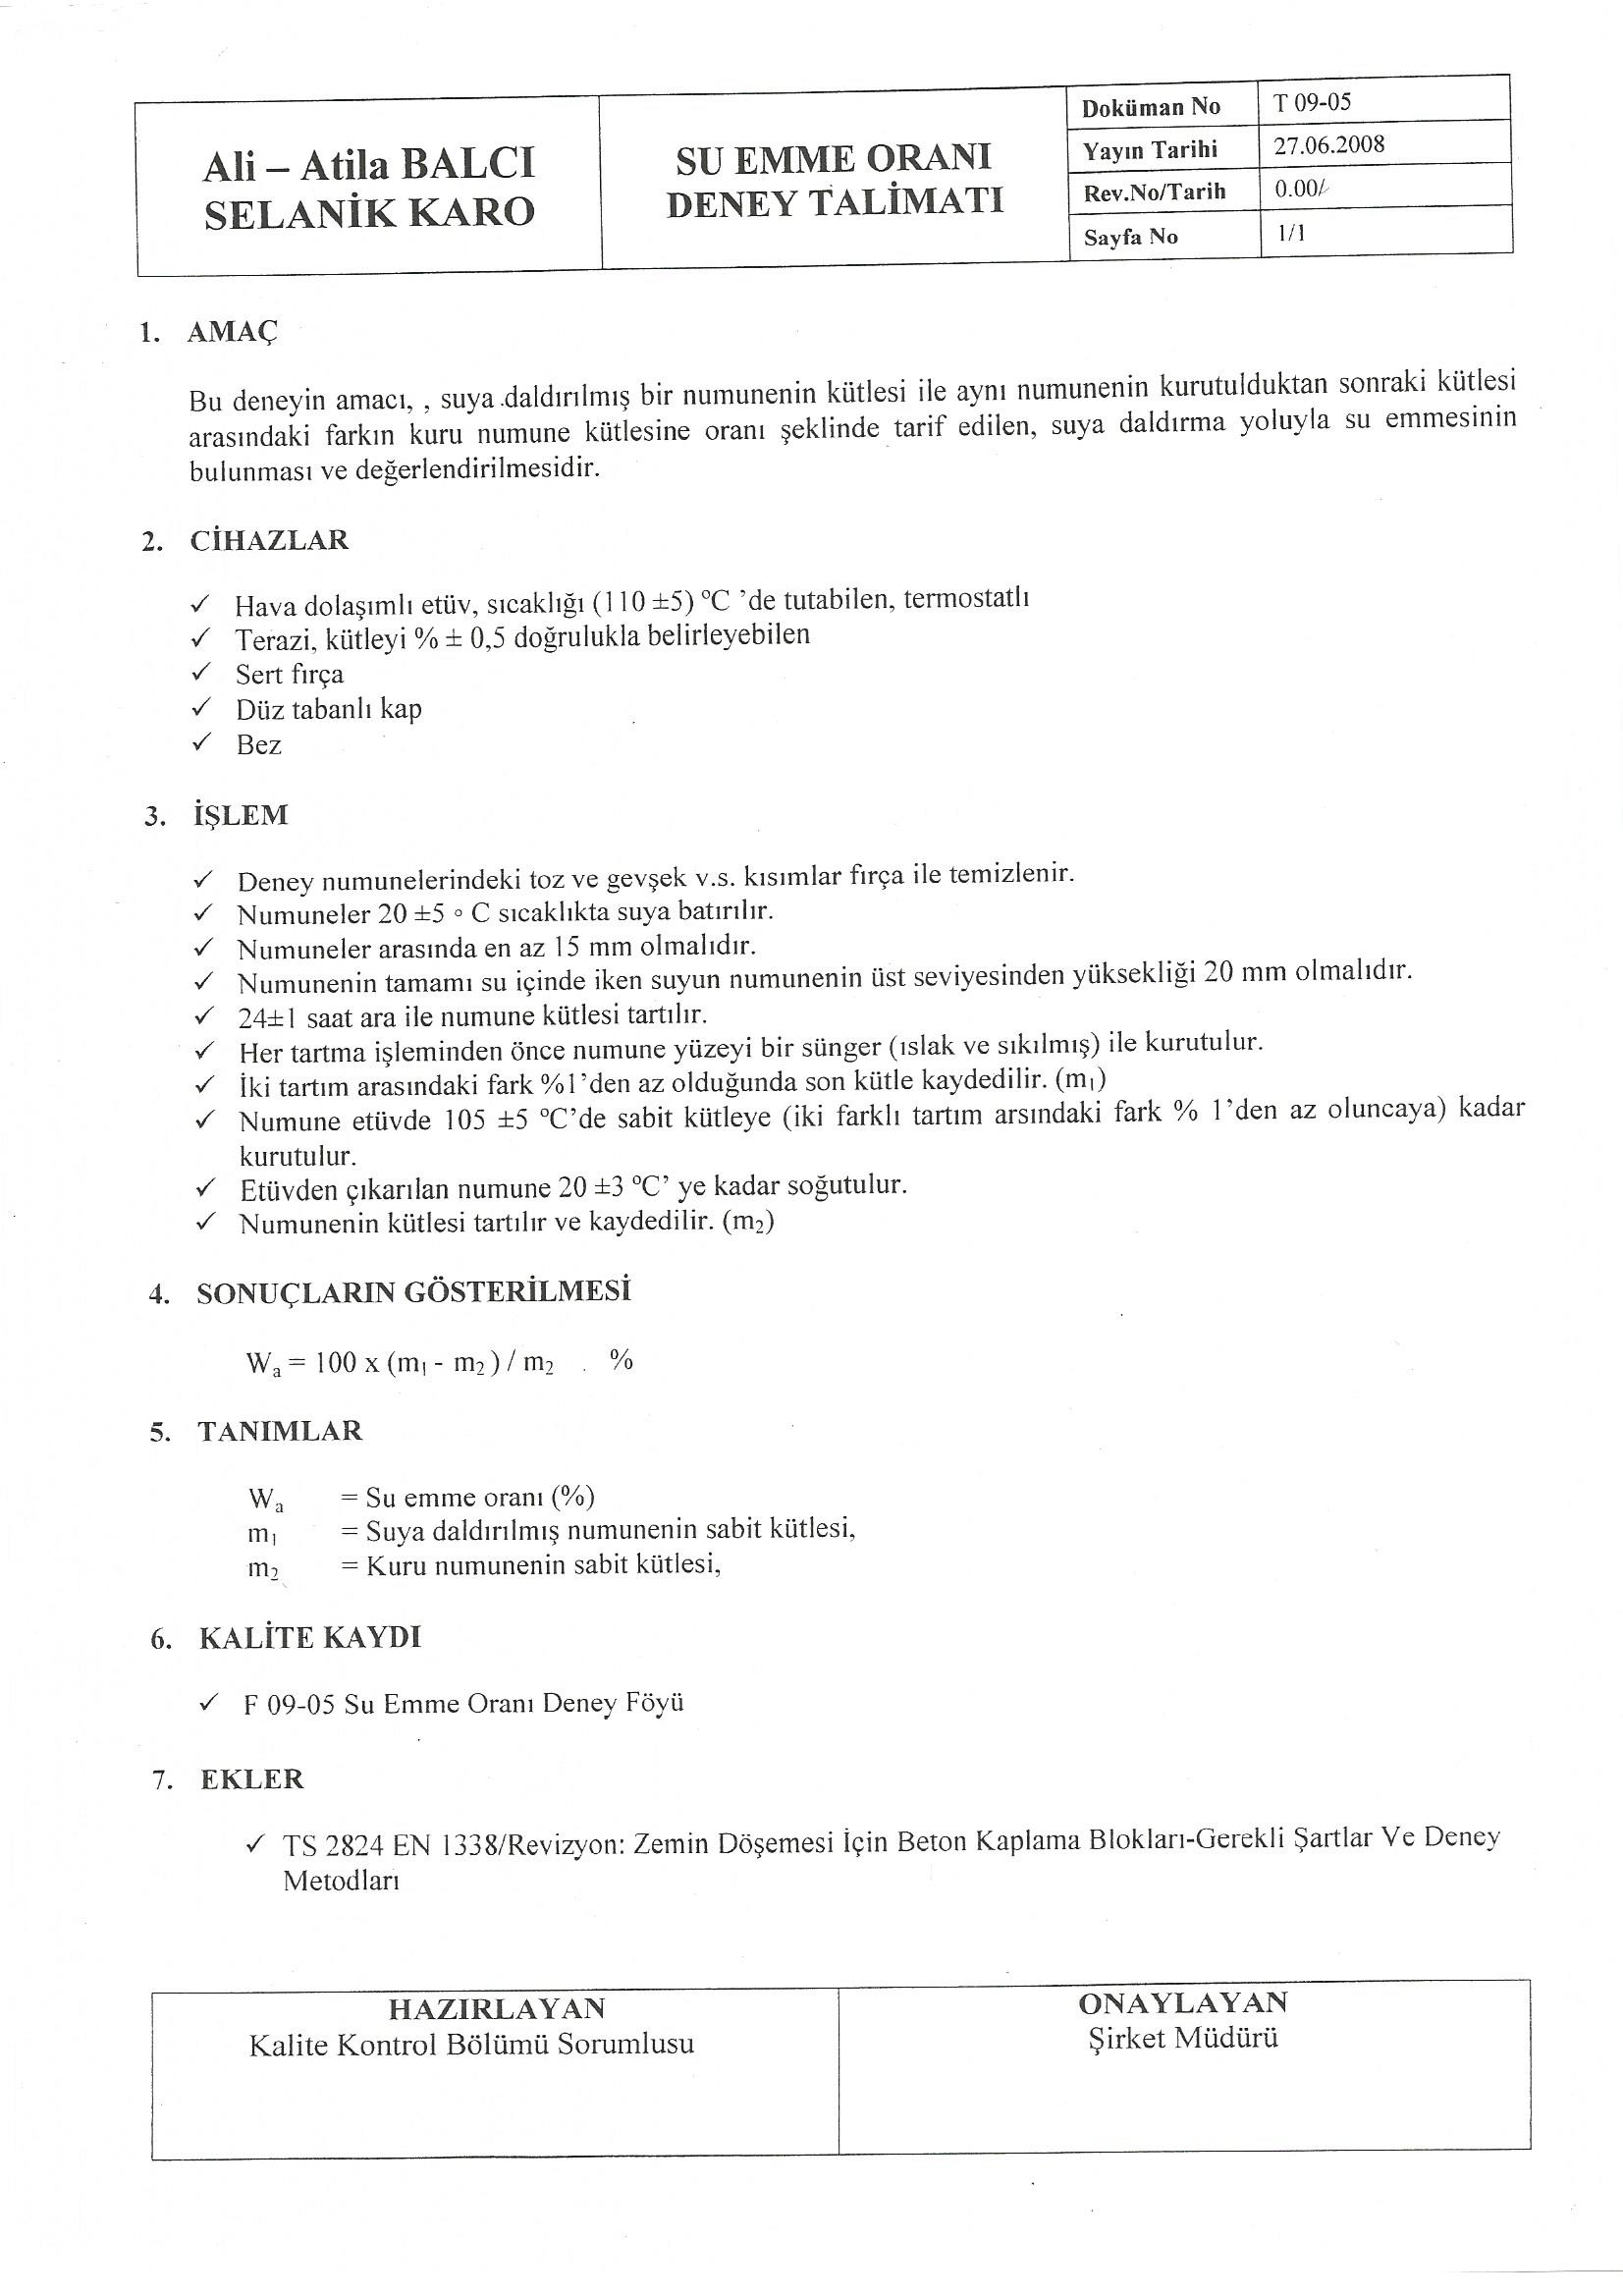 Ali – Atila BALCI
SELANİK KARO
SU EMME ORANI
DENEY TALİMATI
Doküman No T 09-05
Yayın Tarihi 27.06.2008
Rev.No/Tarih 0.00/-
Sayfa No 1/1
1. AMAÇ
Bu deneyin amacı, , suya daldırılmış bir numunenin kütlesi ile aynı numunenin kurutulduktan sonraki kütlesi
arasındaki farkın kuru numune kütlesine oranı şeklinde tarif edilen, suya daldırma yoluyla su emmesinin
bulunması ve değerlendirilmesidir.
2. CİHAZLAR
✓ Hava dolaşımlı etüv, sıcaklığı (110 ±5) ºC 'de tutabilen, termostatlı
✓ Terazi, kütleyi % ± 0,5 doğrulukla belirleyebilen
✓ Sert fırça
✓ Düz tabanlı kap
✓ Bez
3. İŞLEM
✓ Deney numunelerindeki toz ve gevşek v.s. kısımlar fırça ile temizlenir.
✓ Numuneler 20 ±5 ° C sıcaklıkta suya batırılır.
✓ Numuneler arasında en az 15 mm olmalıdır.
✓ Numunenin tamamı su içinde iken suyun numunenin üst seviyesinden yüksekliği 20 mm olmalıdır.
✓ 24±1 saat ara ile numune kütlesi tartılır.
✓ Her tartma işleminden önce numune yüzeyi bir sünger (ıslak ve sıkılmış) ile kurutulur.
✓ İki tartım arasındaki fark %1'den az olduğunda son kütle kaydedilir. (m₁)
✓ Numune etüvde 105 ±5 ºC'de sabit kütleye (iki farklı tartım arsındaki fark % 1'den az oluncaya) kadar
kurutulur.
✓ Etüvden çıkarılan numune 20 ±3 ºC' ye kadar soğutulur.
✓ Numunenin kütlesi tartılır ve kaydedilir. (m₂)
4. SONUÇLARIN GÖSTERİLMESİ
Wₐ = 100 x (m₁ - m₂ ) / m₂ %
5. TANIMLAR
Wₐ = Su emme oranı (%)
m₁ = Suya daldırılmış numunenin sabit kütlesi,
m₂ = Kuru numunenin sabit kütlesi,
6. KALİTE KAYDI
✓ F 09-05 Su Emme Oranı Deney Föyü
7. EKLER
✓ TS 2824 EN 1338/Revizyon: Zemin Döşemesi İçin Beton Kaplama Blokları-Gerekli Şartlar Ve Deney
Metodları
HAZIRLAYAN
Kalite Kontrol Bölümü Sorumlusu
ONAYLAYAN
Şirket Müdürü